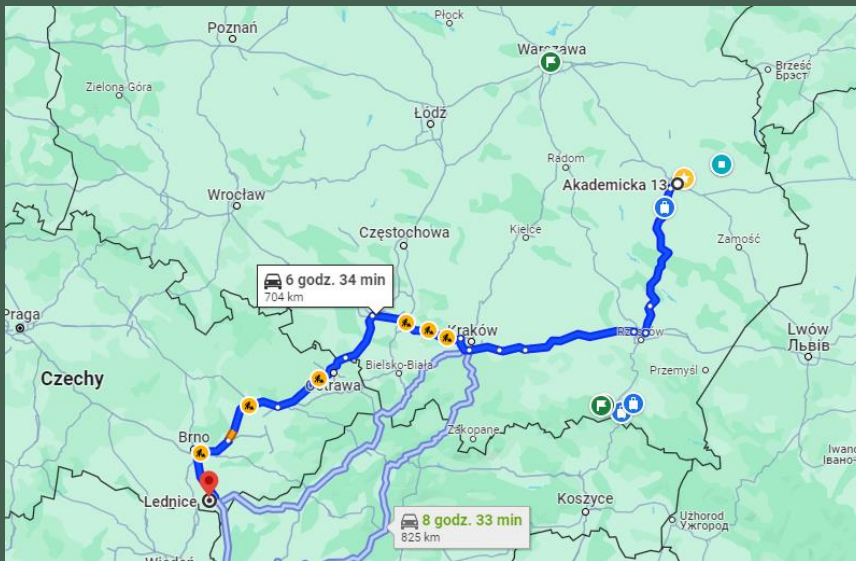 Płock
Poznań
Warszawa
Brześć
Брэст
Zielona Góra
Łódź
Radom
Akademicka 13
Wrocław
Kielce
Zamość
Częstochowa
6 godz. 34 min
704 km
Praga
Kraków
Rzeszów
Lwów
Львів
Bielsko-Biała
Przemyśl
Czechy
Ostrawa
Brno
Zakopane
Iwano
Івано-
Lednice
Koszyce
8 godz. 33 min
825 km
Użhorod
Ужгород